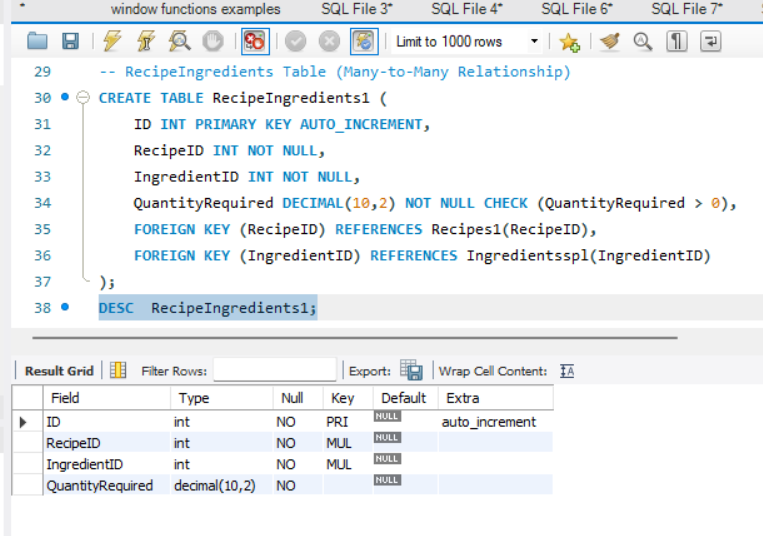 window functions examples SQL File 3* SQL File 4* SQL File 6* SQL File 7*
Limit to 1000 rows
29 -- RecipeIngredients Table (Many-to-Many Relationship)
30 CREATE TABLE RecipeIngredients1 (
31 ID INT PRIMARY KEY AUTO_INCREMENT,
32 RecipeID INT NOT NULL,
33 IngredientID INT NOT NULL,
34 QuantityRequired DECIMAL(10,2) NOT NULL CHECK (QuantityRequired > 0),
35 FOREIGN KEY (RecipeID) REFERENCES Recipes1(RecipeID),
36 FOREIGN KEY (IngredientID) REFERENCES Ingredientsspl(IngredientID)
37 );
38 DESC RecipeIngredients1;
Result Grid Filter Rows: Export: Wrap Cell Content:
Field Type Null Key Default Extra
ID int NO PRI NULL auto_increment
RecipeID int NO MUL NULL
IngredientID int NO MUL NULL
QuantityRequired decimal(10,2) NO NULL